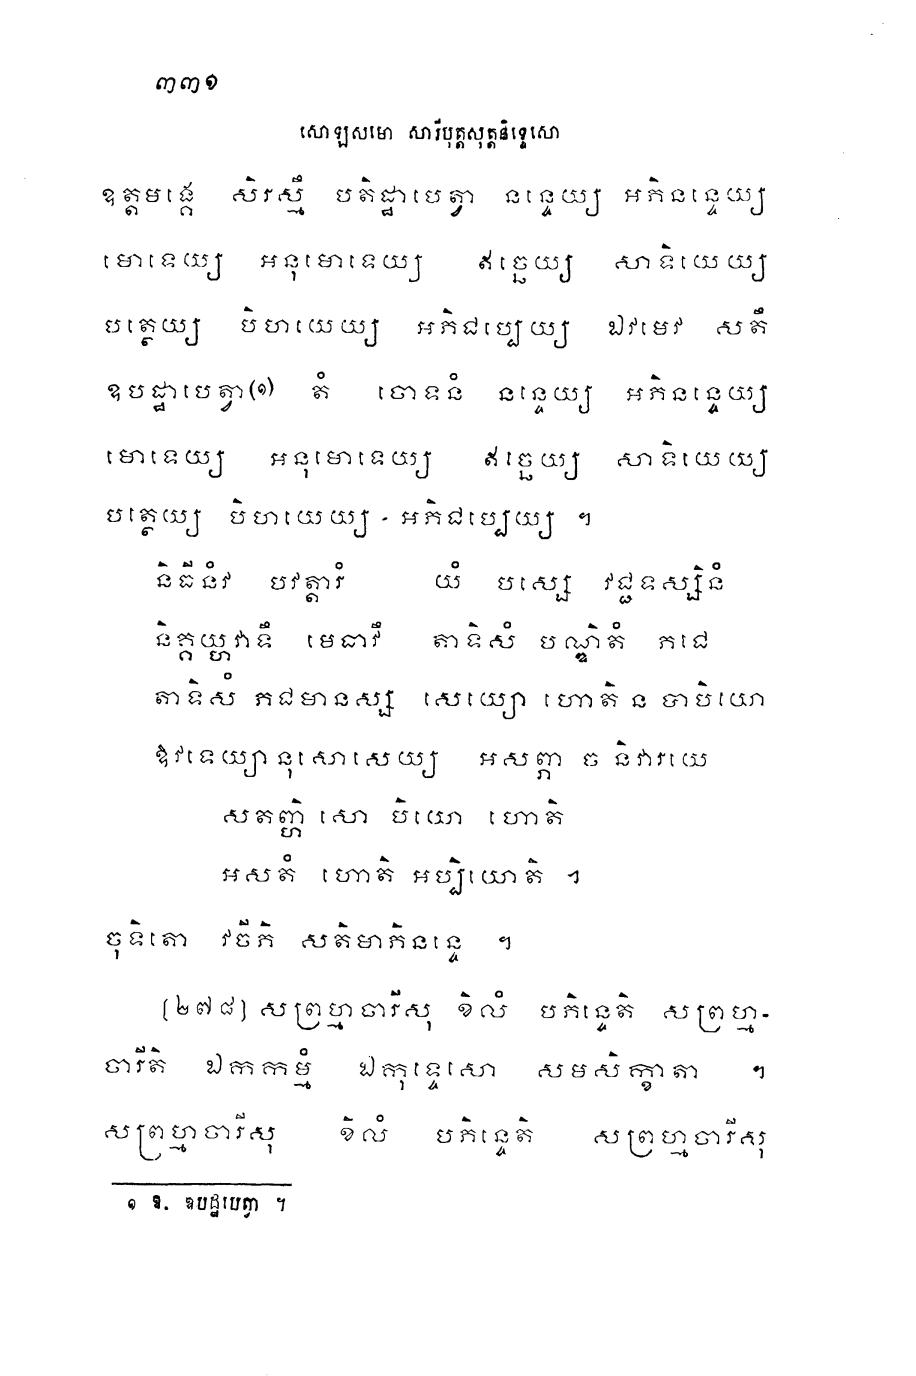 ៣៣១
សោឡសមោ សារីបុត្តសុត្តនិទ្ទេសោ
ឧត្តមង្គេ សិរស្មឹ បតិដ្ឋាបេត្វា នន្ទេយ្យ អភិនន្ទេយ្យ
មោទេយ្យ អនុមោទេយ្យ ឥច្ឆេយ្យ សាទិយេយ្យ
បត្ថេយ្យ បិហយេយ្យ អភិជប្បេយ្យ ឯវមេវ សតឹ
ឧបដ្ឋាបេត្វា(១) តំ ចោទនំ នន្ទេយ្យ អភិនន្ទេយ្យ
មោទេយ្យ អនុមោទេយ្យ ឥច្ឆេយ្យ សាទិយេយ្យ
បត្ថេយ្យ បិហយេយ្យ អភិជប្បេយ្យ ។
និធីនំវ បវត្តារំ យំ បស្សេ វជ្ជទស្សិនំ
និគ្គយ្ហវាទឹ មេធាវឹ តាទិសំ បណ្ឌិតំ ភជេ
តាទិសំ ភជមានស្ស សេយ្យោ ហោតិ ន បាបិយោ
ឱវទេយ្យានុសោសេយ្យ អសព្ភា ច និវារយេ
សតញ្ហិ សោ បិយោ ហោតិ
អសតំ ហោតិ អប្បិយោតិ ។
ចុទិតោ វចីភិ សតិមាភិនន្ទេ ។
[២៧៨] សព្រហ្មចារីសុ ខិលំ បភិន្ទេតិ សព្រហ្ម-
ចារីតិ ឯកកម្មំ ឯកុទ្ទេសោ សមសិក្ខាតា ។
សព្រហ្មចារីសុ ខិលំ បភិន្ទេតិ សព្រហ្មចារីសុ
១ ឱ. ឧបដ្ឋបេត្វា ។